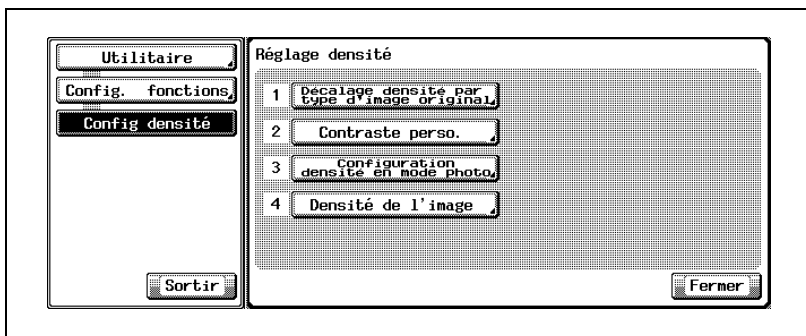 Utilitaire
Config. fonctions
Config densité
Sortir
Réglage densité
1 Décalage densité par
type d'image original
2 Contraste perso.
3 Configuration
densité en mode photo
4 Densité de l'image
Fermer